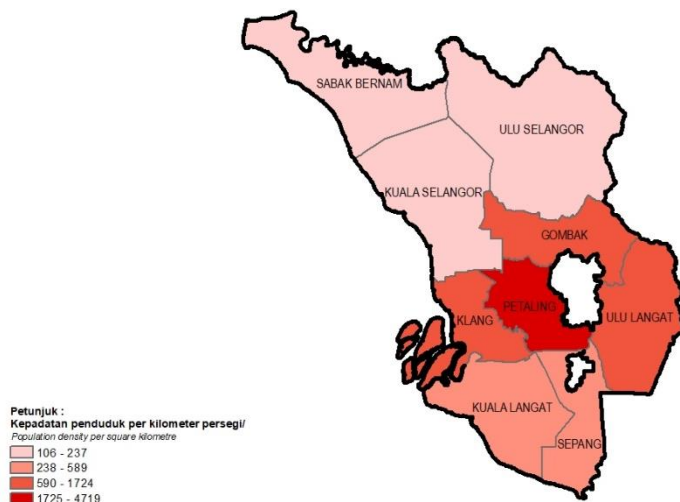 SABAK BERNAM
ULU SELANGOR
KUALA SELANGOR
GOMBAK
PETALING
KLANG
ULU LANGAT
KUALA LANGAT
SEPANG
Petunjuk :
Kepadatan penduduk per kilometer persegi/
Population density per square kilometre
106 - 237
238 - 589
590 - 1724
1725 - 4719